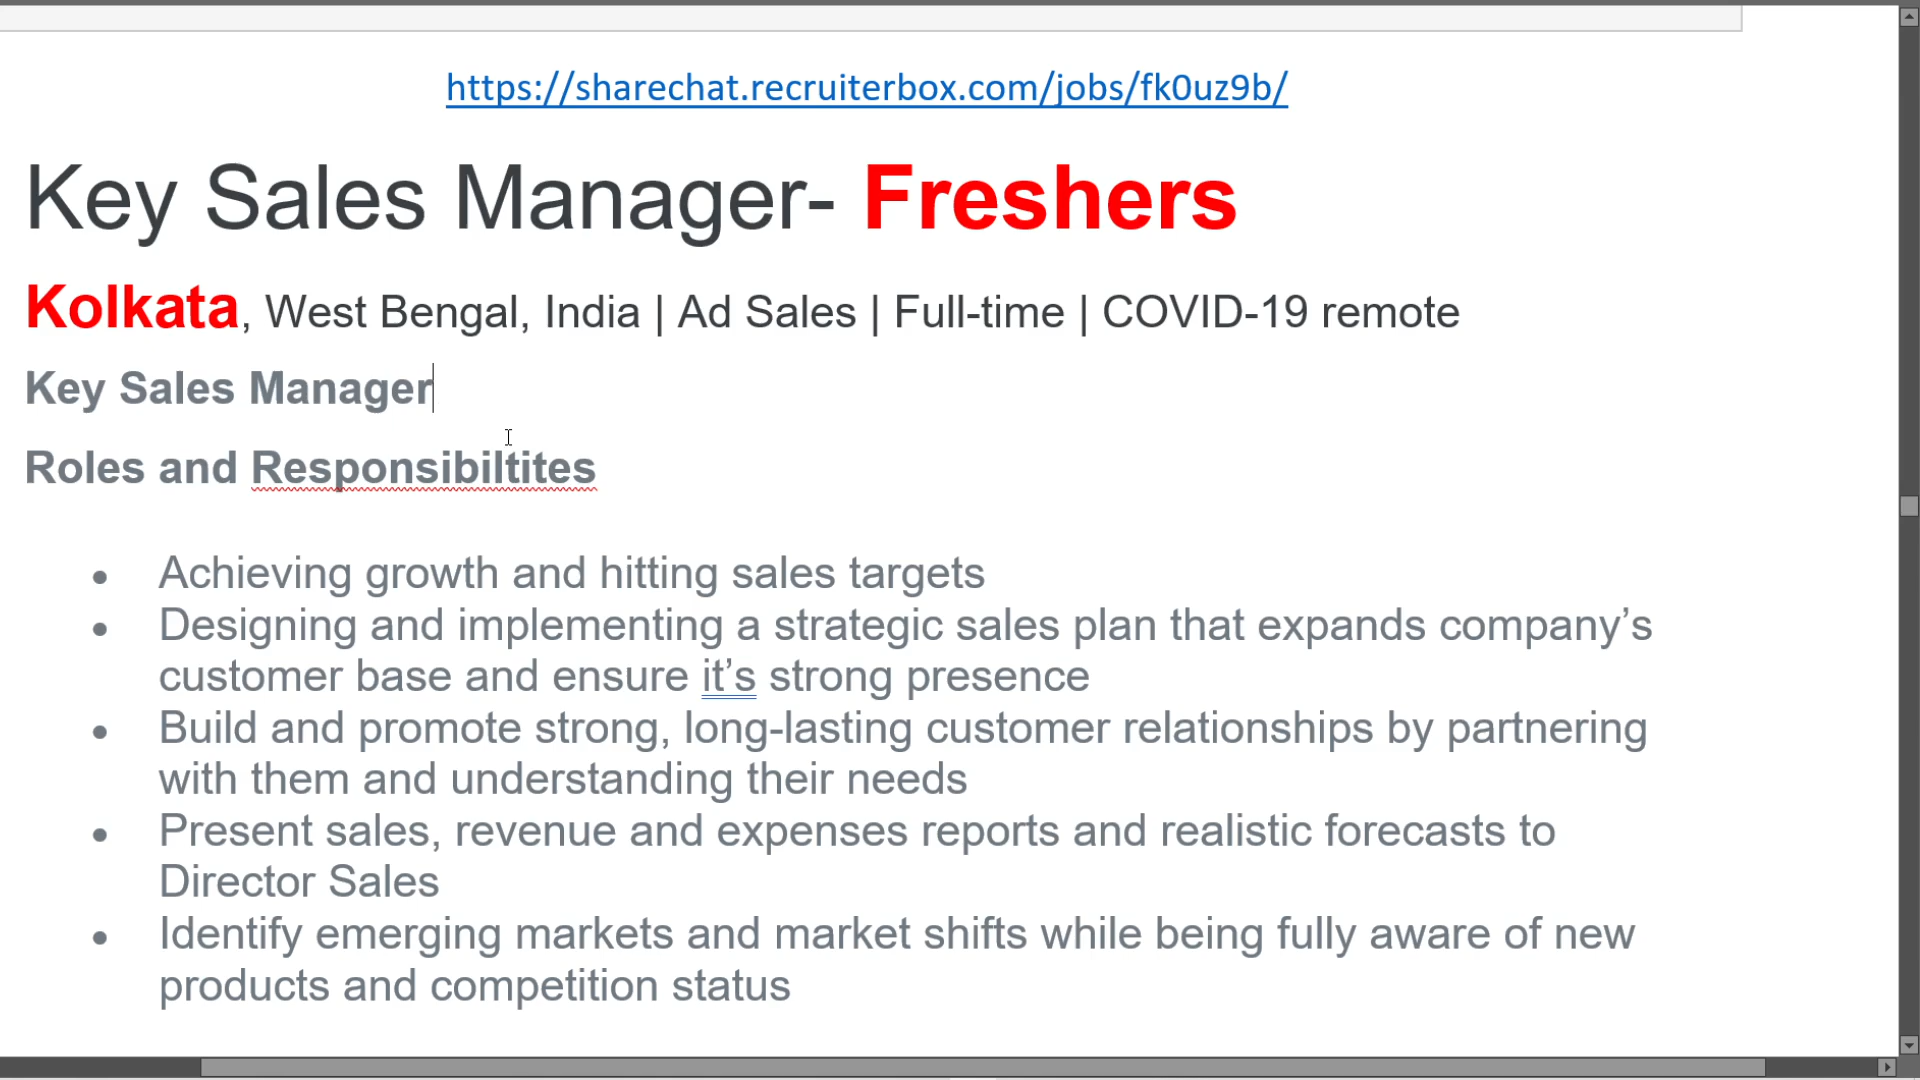 https://sharechat.recruiterbox.com/jobs/fk0uz9b/
Key Sales Manager- Freshers
Kolkata, West Bengal, India | Ad Sales | Full-time | COVID-19 remote
Key Sales Manager
Roles and Responsibiltites
• Achieving growth and hitting sales targets
• Designing and implementing a strategic sales plan that expands company’s
customer base and ensure it’s strong presence
• Build and promote strong, long-lasting customer relationships by partnering
with them and understanding their needs
• Present sales, revenue and expenses reports and realistic forecasts to
Director Sales
• Identify emerging markets and market shifts while being fully aware of new
products and competition status